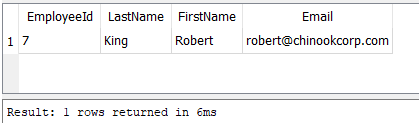 EmployeeId LastName FirstName Email
1 7 King Robert robert@chinookcorp.com
Result: 1 rows returned in 6ms